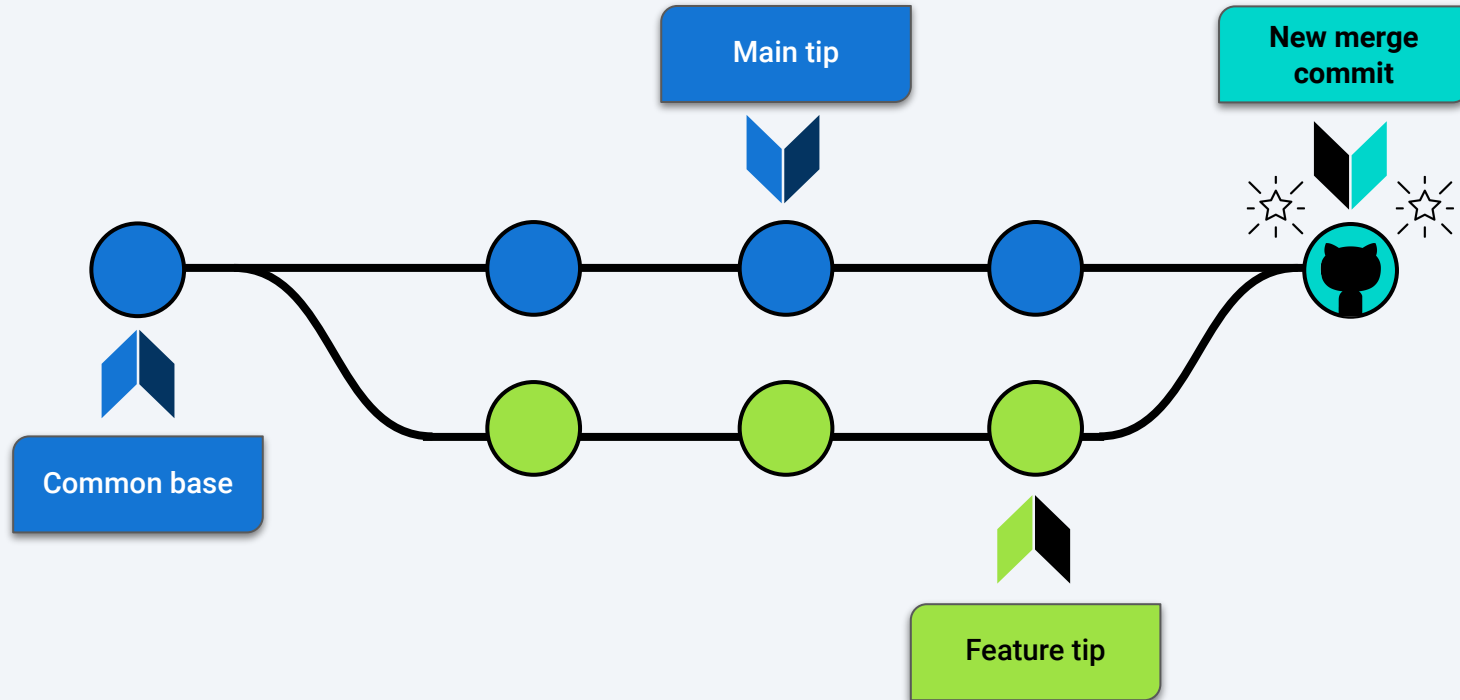 Main tip
New merge
commit
Common base
Feature tip